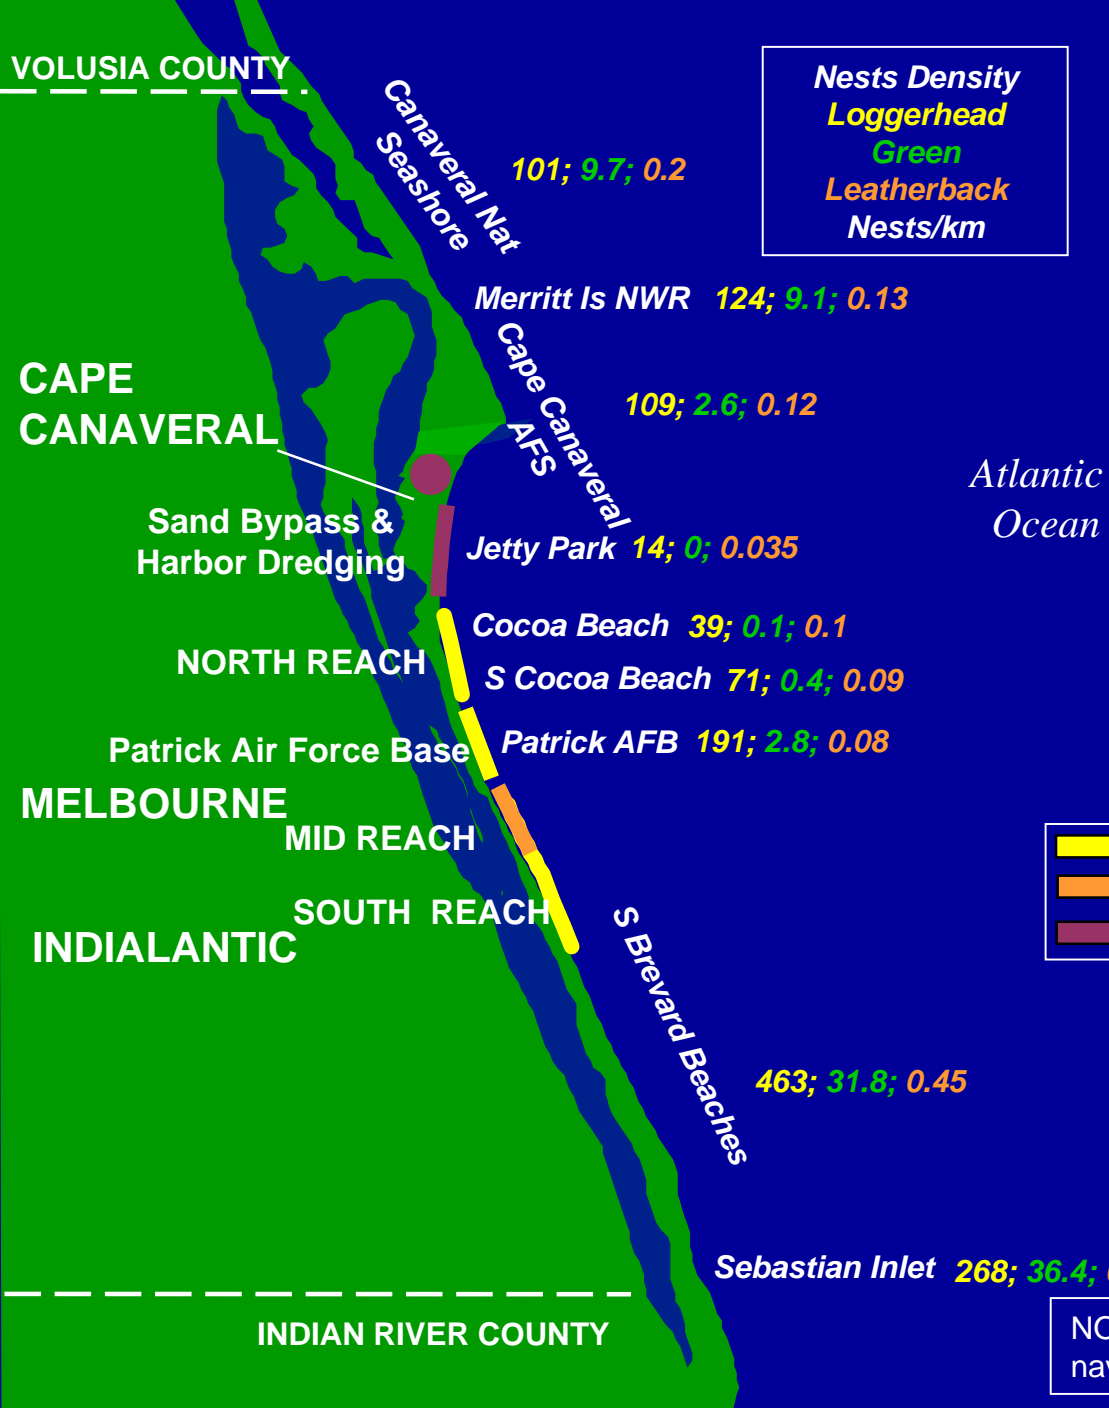 VOLUSIA COUNTY
Nests Density
Loggerhead
Green
Leatherback
Nests/km
Canaveral Nat
Seashore
101; 9.7; 0.2
Merritt Is NWR 124; 9.1; 0.13
Cape Canaveral
AFS
109; 2.6; 0.12
CAPE
CANAVERAL
Atlantic
Ocean
Sand Bypass &
Harbor Dredging
Jetty Park 14; 0; 0.035
Cocoa Beach 39; 0.1; 0.1
NORTH REACH
S Cocoa Beach 71; 0.4; 0.09
Patrick Air Force Base
Patrick AFB 191; 2.8; 0.08
MELBOURNE
MID REACH
SOUTH REACH
INDIALANTIC
S Brevard Beaches
463; 31.8; 0.45
Sebastian Inlet 268; 36.4;
INDIAN RIVER COUNTY